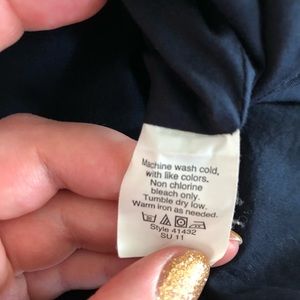 Machine wash cold,
with like colors.
Non chlorine
bleach only.
Tumble dry low.
Warm iron as needed.
Style 41432
SU 11